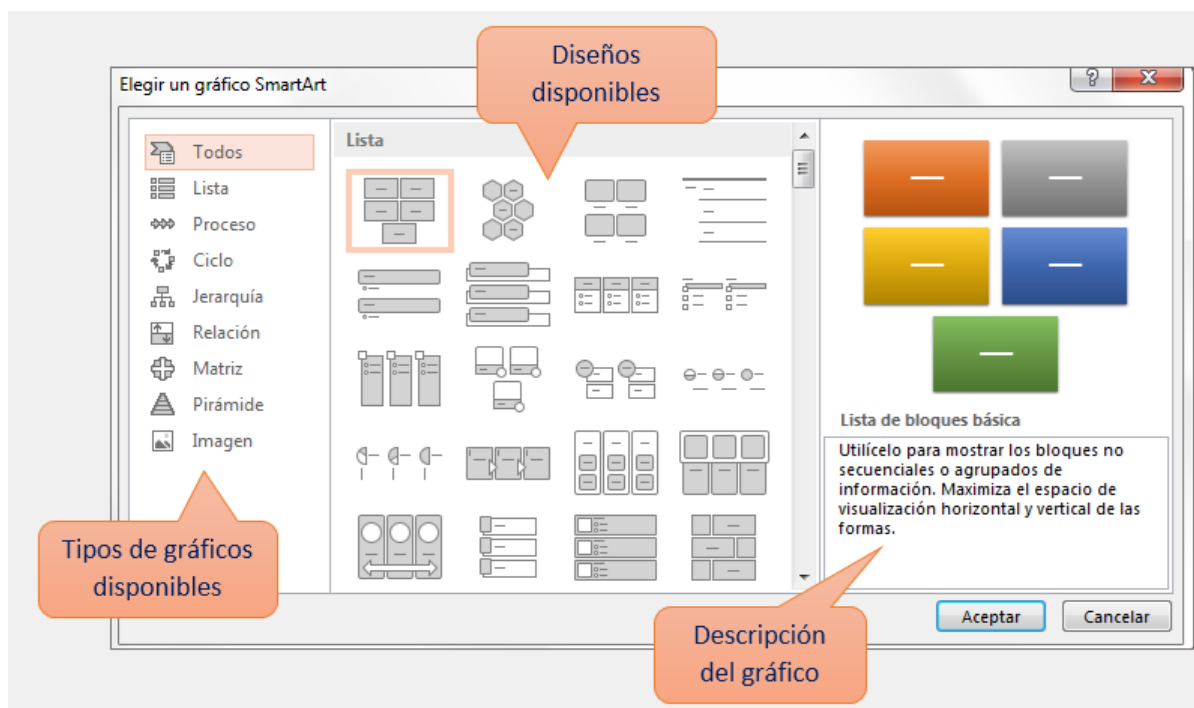 Diseños
disponibles
Elegir un gráfico SmartArt
Todos
Lista
Proceso
Ciclo
Jerarquía
Relación
Matriz
Pirámide
Imagen
Tipos de gráficos
disponibles
Lista
Lista de bloques básica
Utilícelo para mostrar los bloques no
secuenciales o agrupados de
información. Maximiza el espacio de
visualización horizontal y vertical de las
formas.
Descripción
del gráfico
Aceptar
Cancelar